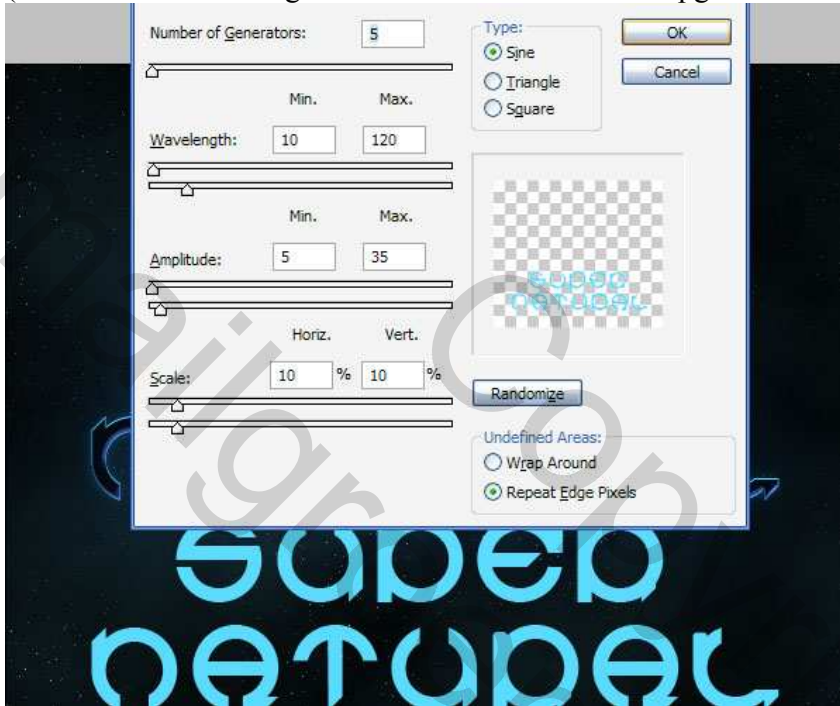 Number of Generators: 5
Type:
Sine
Triangle
Square
OK
Cancel
Min. Max.
Wavelength: 10 120
Min. Max.
Amplitude: 5 35
Horiz. Vert.
Scale: 10 % 10 %
Randomize
Undefined Areas:
Wrap Around
Repeat Edge Pixels
SUPER
NATURAL